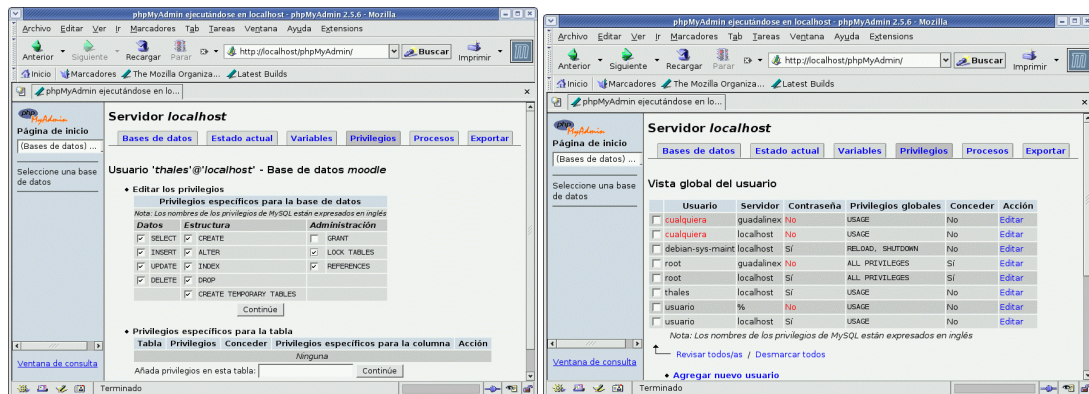 phpMyAdmin ejecutándose en localhost - phpMyAdmin 2.5.6 - Mozilla
Archivo Editar Ver Ir Marcadores Tab Tareas Ventana Ayuda Extensions
Anterior Siguiente Recargar Parar http://localhost/phpMyAdmin/ Buscar Imprimir
Inicio Marcadores The Mozilla Organiza... Latest Builds
phpMyAdmin ejecutándose en lo...
php MyAdmin
Página de inicio
(Bases de datos) ...
Seleccione una base
de datos
Ventana de consulta
Servidor localhost
Bases de datos Estado actual Variables Privilegios Procesos Exportar
Usuario 'thales'@'localhost' - Base de datos moodle
Editar los privilegios
Privilegios específicos para la base de datos
Nota: Los nombres de los privilegios de MySQL están expresados en inglés
Datos Estructura Administración
SELECT CREATE GRANT
INSERT ALTER LOCK TABLES
UPDATE INDEX REFERENCES
DELETE DROP
CREATE TEMPORARY TABLES
Continúe
Privilegios específicos para la tabla
Tabla Privilegios Conceder Privilegios específicos para la columna Acción
Ninguna
Añada privilegios en esta tabla: Continúe
Terminado
phpMyAdmin ejecutándose en localhost - phpMyAdmin 2.5.6 - Mozilla
Archivo Editar Ver Ir Marcadores Tab Tareas Ventana Ayuda Extensions
Anterior Siguiente Recargar Parar http://localhost/phpMyAdmin/ Buscar Imprimir
Inicio Marcadores The Mozilla Organiza... Latest Builds
phpMyAdmin ejecutándose en lo...
php MyAdmin
Página de inicio
(Bases de datos) ...
Seleccione una base
de datos
Ventana de consulta
Servidor localhost
Bases de datos Estado actual Variables Privilegios Procesos Exportar
Vista global del usuario
Usuario Servidor Contraseña Privilegios globales Conceder Acción
cualquiera guadalinex No USAGE No Editar
cualquiera localhost No USAGE No Editar
debian-sys-maint localhost Sí RELOAD, SHUTDOWN No Editar
root guadalinex No ALL PRIVILEGES Sí Editar
root localhost Sí ALL PRIVILEGES Sí Editar
thales localhost Sí USAGE No Editar
usuario % No USAGE No Editar
usuario localhost Sí USAGE No Editar
Nota: Los nombres de los privilegios de MySQL están expresados en inglés
Revisar todos/as / Desmarcar todos
Agregar nuevo usuario
Terminado